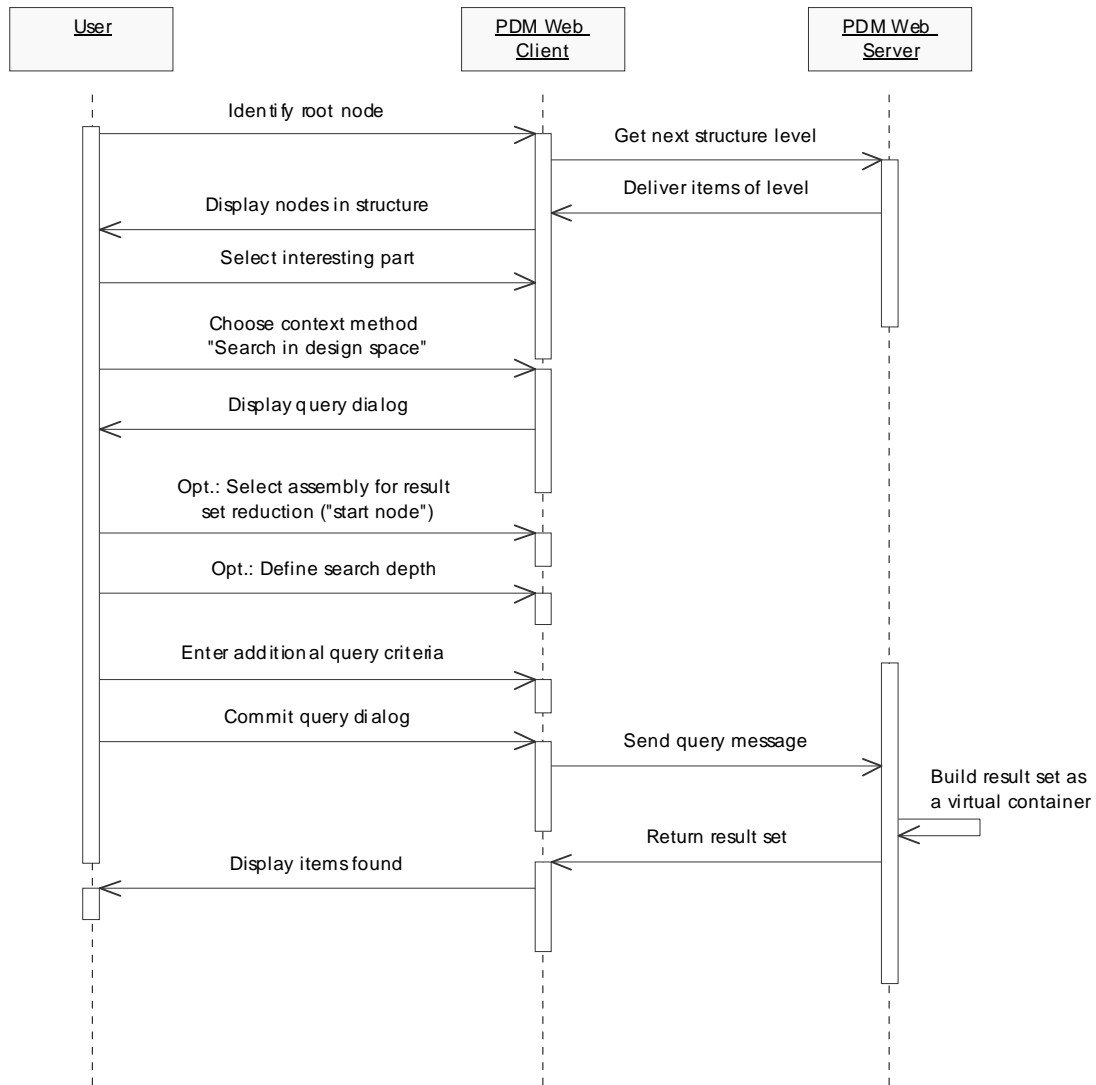 User
PDM Web
Client
PDM Web
Server
Identify root node
Get next structure level
Deliver items of level
Display nodes in structure
Select interesting part
Choose context method
"Search in design space"
Display query dialog
Opt.: Select assembly for result
set reduction ("start node")
Opt.: Define search depth
Enter additional query criteria
Commit query dialog
Send query message
Build result set as
a virtual container
Return result set
Display items found